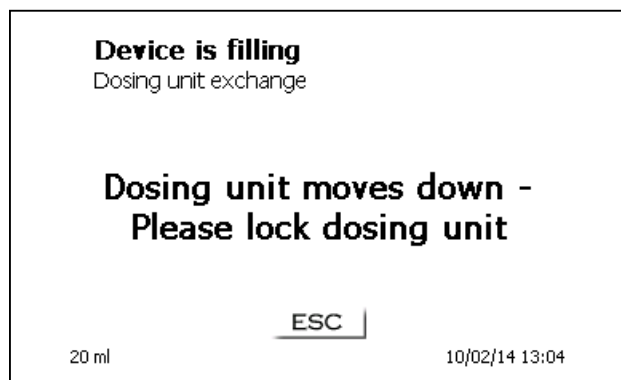 Device is filling
Dosing unit exchange
Dosing unit moves down -
Please lock dosing unit
ESC
20 ml
10/02/14 13:04